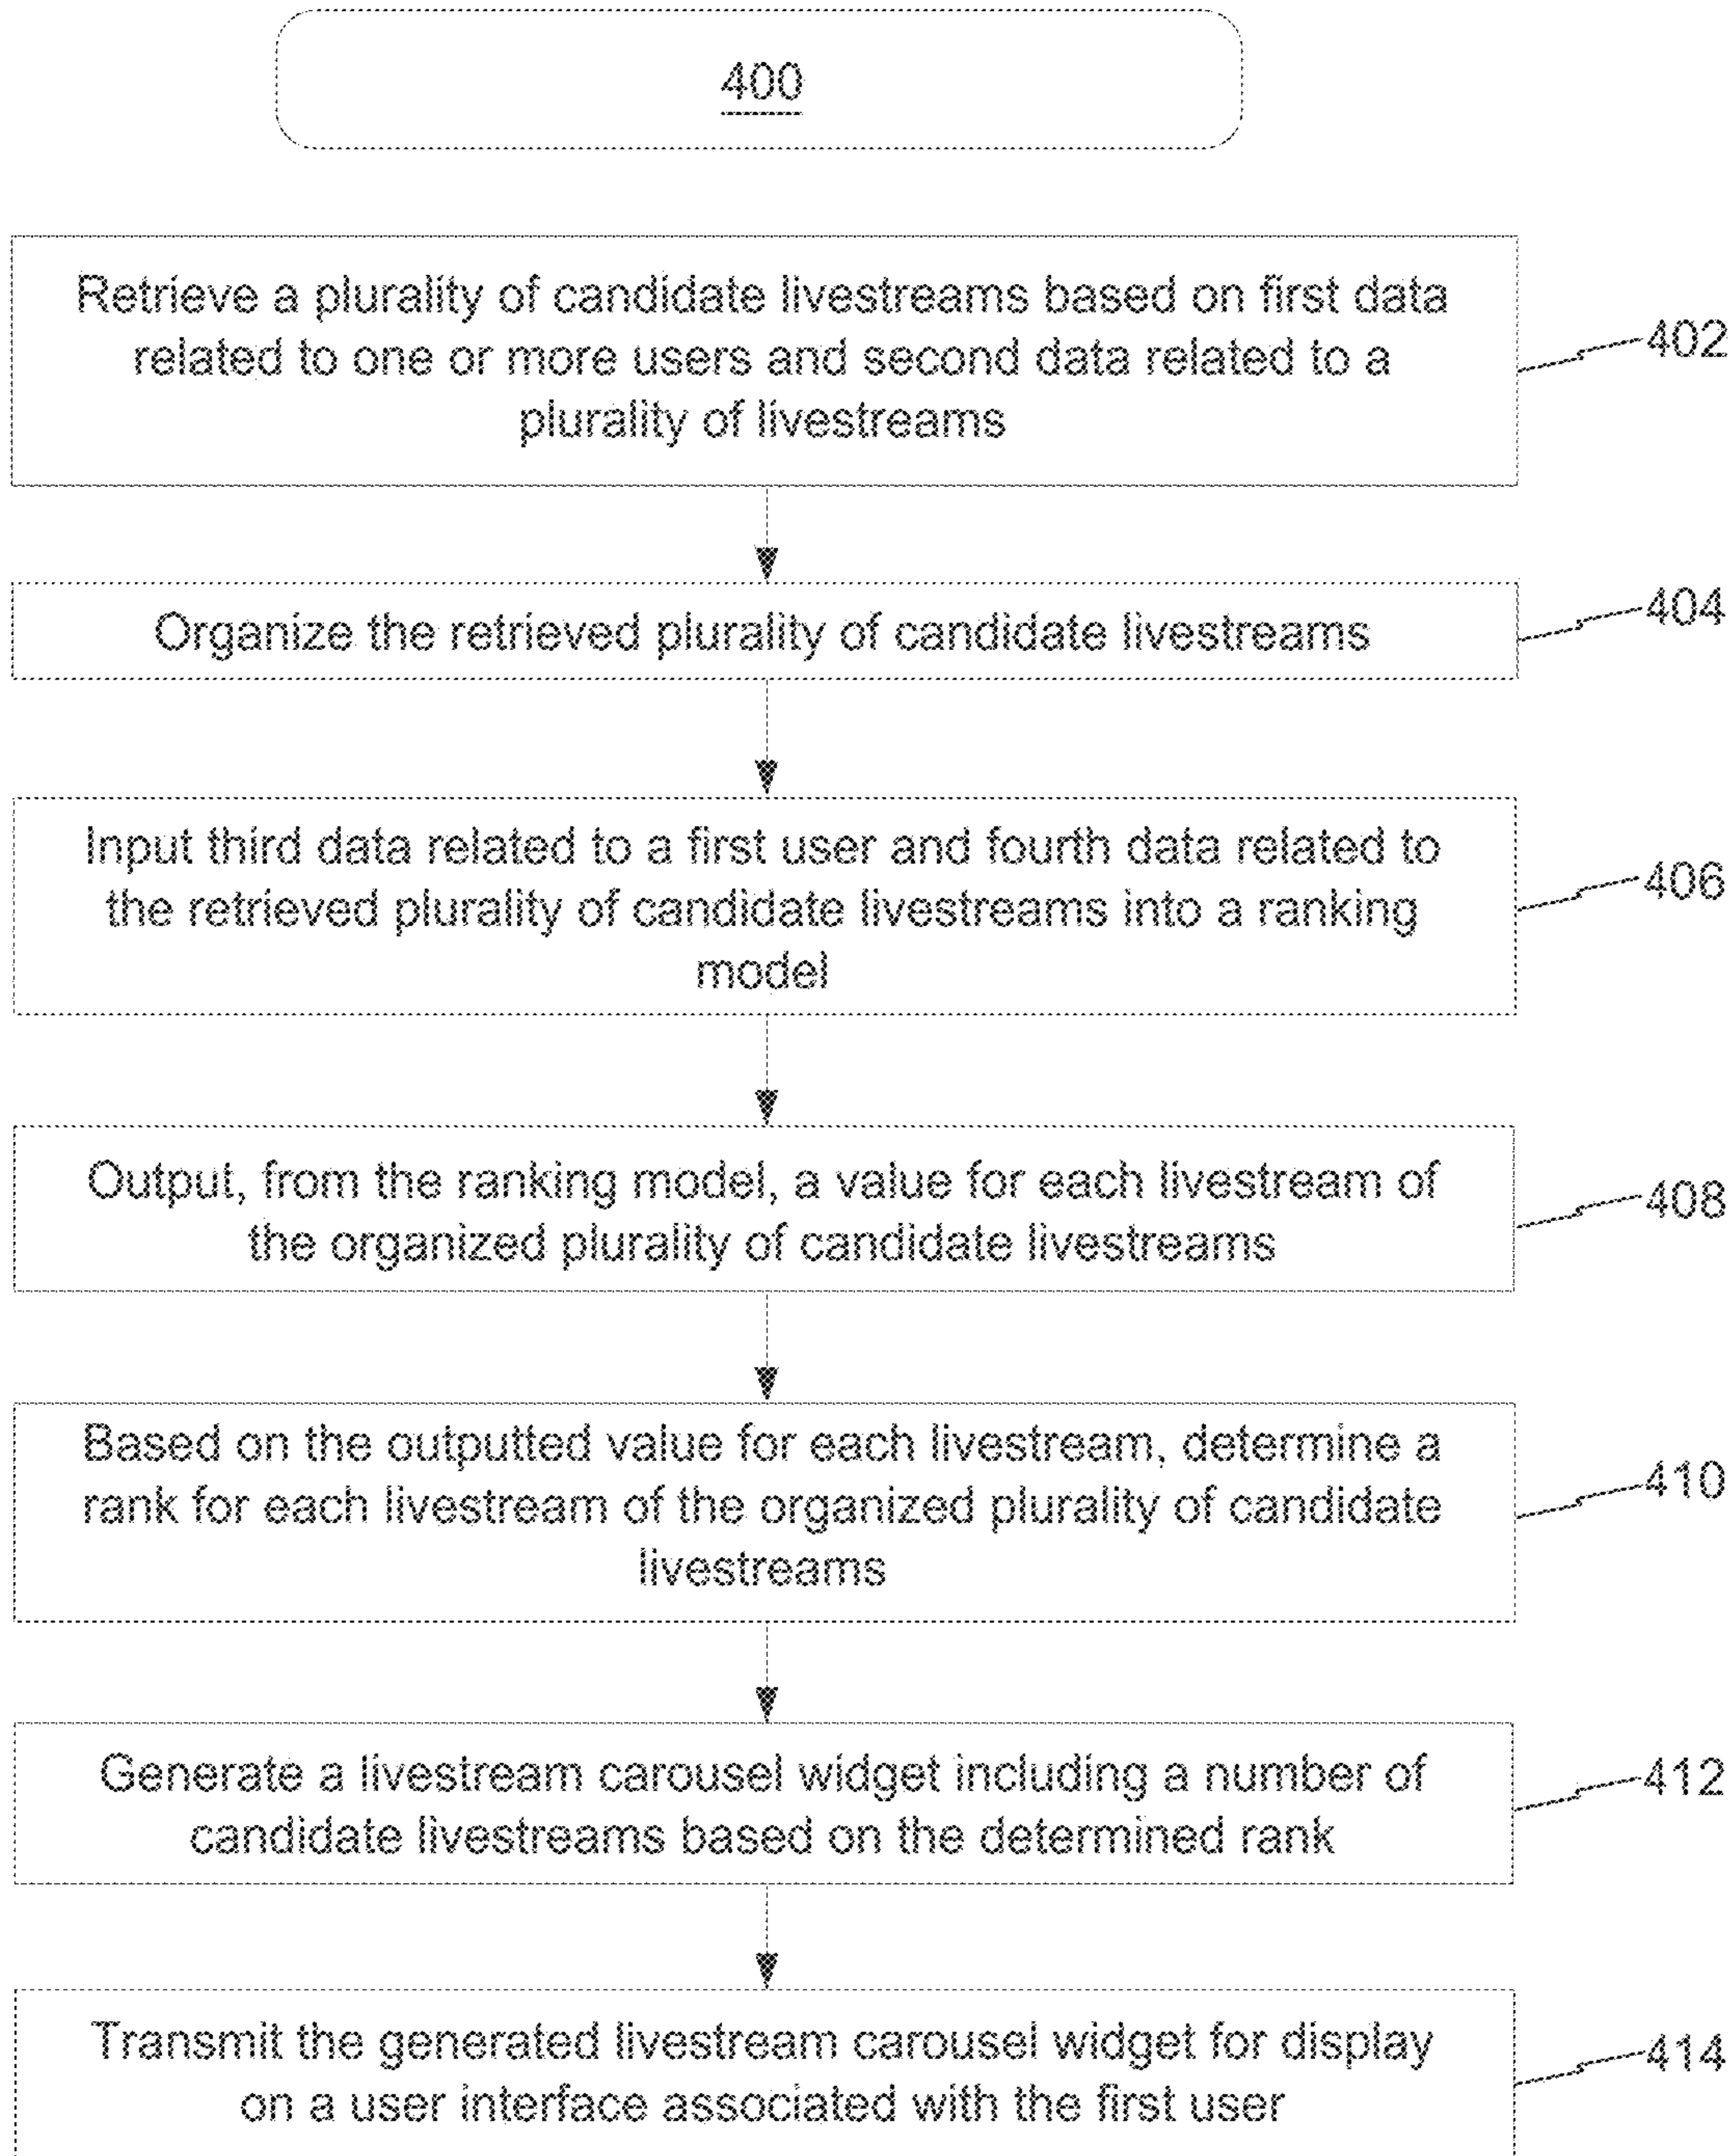 400
Retrieve a plurality of candidate livestreams based on first data
related to one or more users and second data related to a
plurality of livestreams
402
Organize the retrieved plurality of candidate livestreams
404
Input third data related to a first user and fourth data related to
the retrieved plurality of candidate livestreams into a ranking
model
406
Output, from the ranking model, a value for each livestream of
the organized plurality of candidate livestreams
408
Based on the outputted value for each livestream, determine a
rank for each livestream of the organized plurality of candidate
livestreams
410
Generate a livestream carousel widget including a number of
candidate livestreams based on the determined rank
412
Transmit the generated livestream carousel widget for display
on a user interface associated with the first user
414